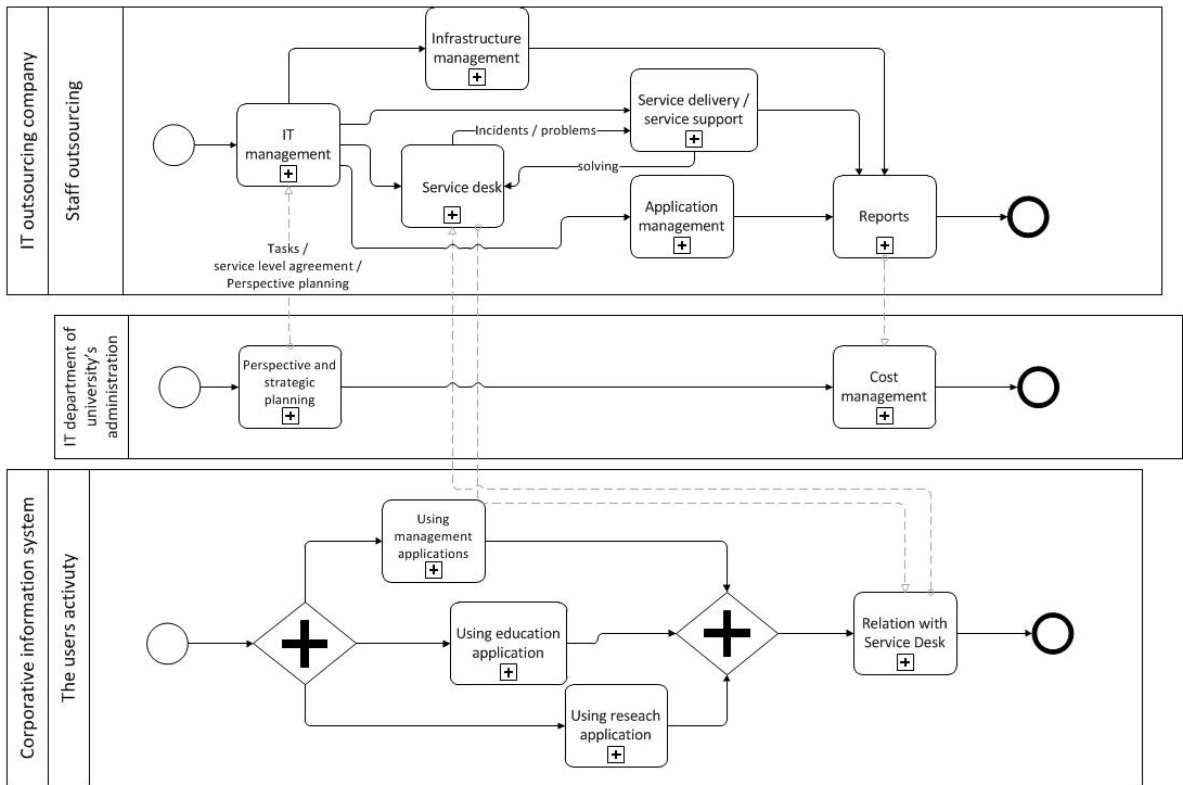 IT outsourcing company
Staff outsourcing
Infrastructure
management
IT
management
Service delivery /
service support
Incidents / problems
solving
Service desk
Application
management
Reports
Tasks /
service level agreement /
Perspective planning
IT department of
university's
administration
Perspective and
strategic
planning
Cost
management
Corporative information system
The users activuty
Using
management
applications
Using education
application
Using reseach
application
Relation with
Service Desk